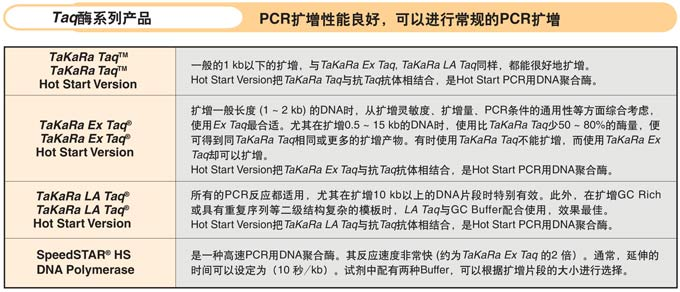 Taq酶系列产品
PCR扩增性能良好，可以进行常规的PCR扩增
TaKaRa Taq™
TaKaRa Taq™
Hot Start Version
一般的1 kb以下的扩增，与TaKaRa Ex Taq, TaKaRa LA Taq同样，都能很好地扩增。
Hot Start Version把TaKaRa Taq与抗Taq抗体相结合，是Hot Start PCR用DNA聚合酶。
TaKaRa Ex Taq®
TaKaRa Ex Taq®
Hot Start Version
扩增一般长度 (1 ~ 2 kb) 的DNA时，从扩增灵敏度、扩增量、PCR条件的通用性等方面综合考虑，
使用Ex Taq最合适。尤其在扩增0.5 ~ 15 kb的DNA时，使用比TaKaRa Taq少50 ~ 80%的酶量，便
可得到同TaKaRa Taq相同或更多的扩增产物。有时使用TaKaRa Taq不能扩增，而使用TaKaRa Ex
Taq却可以扩增。
Hot Start Version把TaKaRa Ex Taq与抗Taq抗体相结合，是Hot Start PCR用DNA聚合酶。
TaKaRa LA Taq®
TaKaRa LA Taq®
Hot Start Version
所有的PCR反应都适用，尤其在扩增10 kb以上的DNA片段时特别有效。此外，在扩增GC Rich
或具有重复序列等二级结构复杂的模板时，LA Taq与GC Buffer配合使用，效果最佳。
Hot Start Version把TaKaRa LA Taq与抗Taq抗体相结合，是Hot Start PCR用DNA聚合酶。
SpeedSTAR® HS
DNA Polymerase
是一种高速PCR用DNA聚合酶。其反应速度非常快 (约为TaKaRa Ex Taq 的2 倍）。通常，延伸的
时间可以设定为（10 秒／kb）。试剂中配有两种Buffer，可以根据扩增片段的大小进行选择。